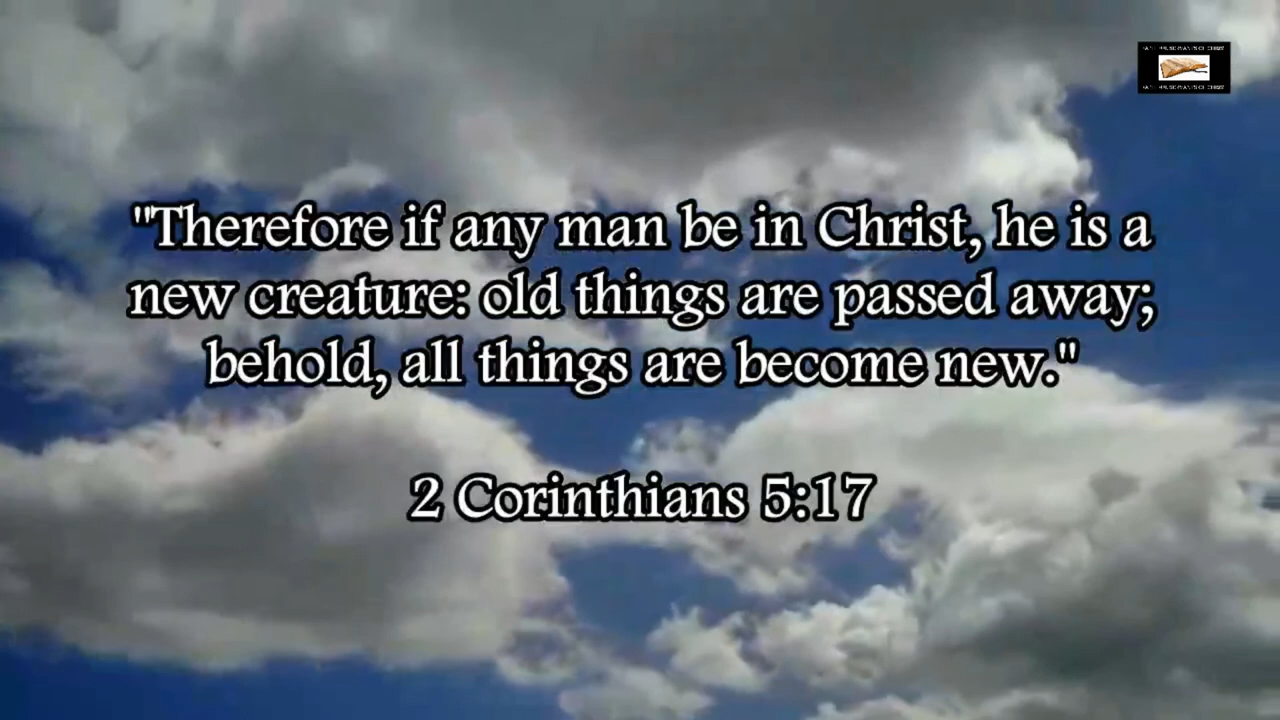 "Therefore if any man be in Christ, he is a
new creature: old things are passed away;
behold, all things are become new."
2 Corinthians 5:17